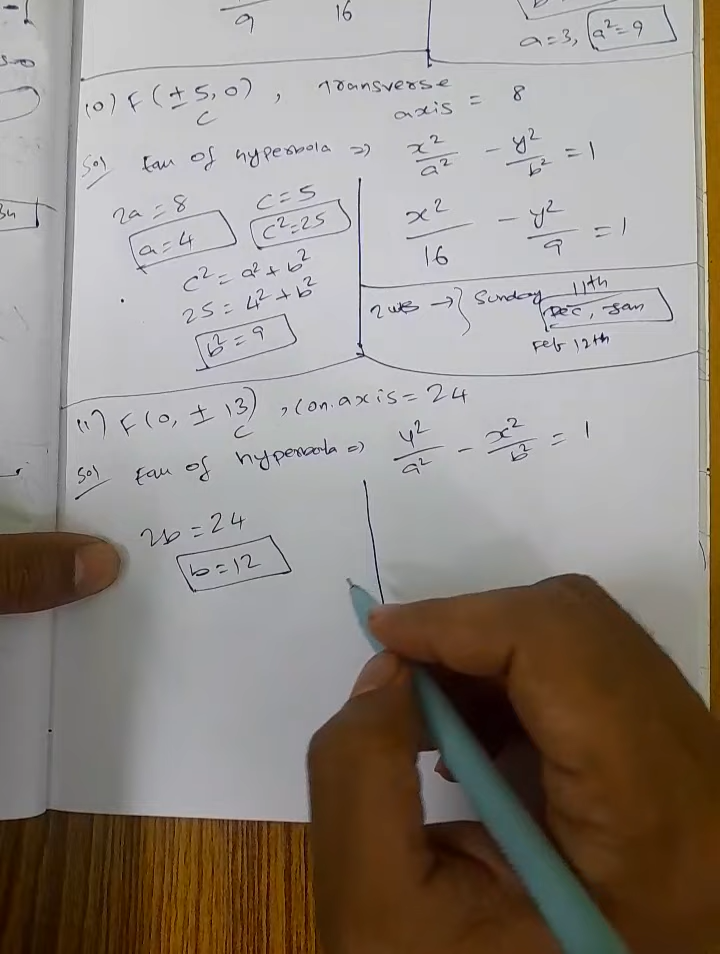 9 16
a=3, a²=9
10) F(±5,0), Transverse axis = 8
c
Sol Eqn of hyperbola ⇒ x²/a² - y²/b² = 1
2a=8 c=5
a=4 c²=25
c² = a²+b²
25 = 4²+b²
b²=9
x²/16 - y²/9 = 1
2WB → } Sunday 11th
Dec, Jan
Feb 12th
11) F(0, ±13), Con. axis = 24
c
Sol Eqn of hyperbola ⇒ y²/a² - x²/b² = 1
2b = 24
b=12